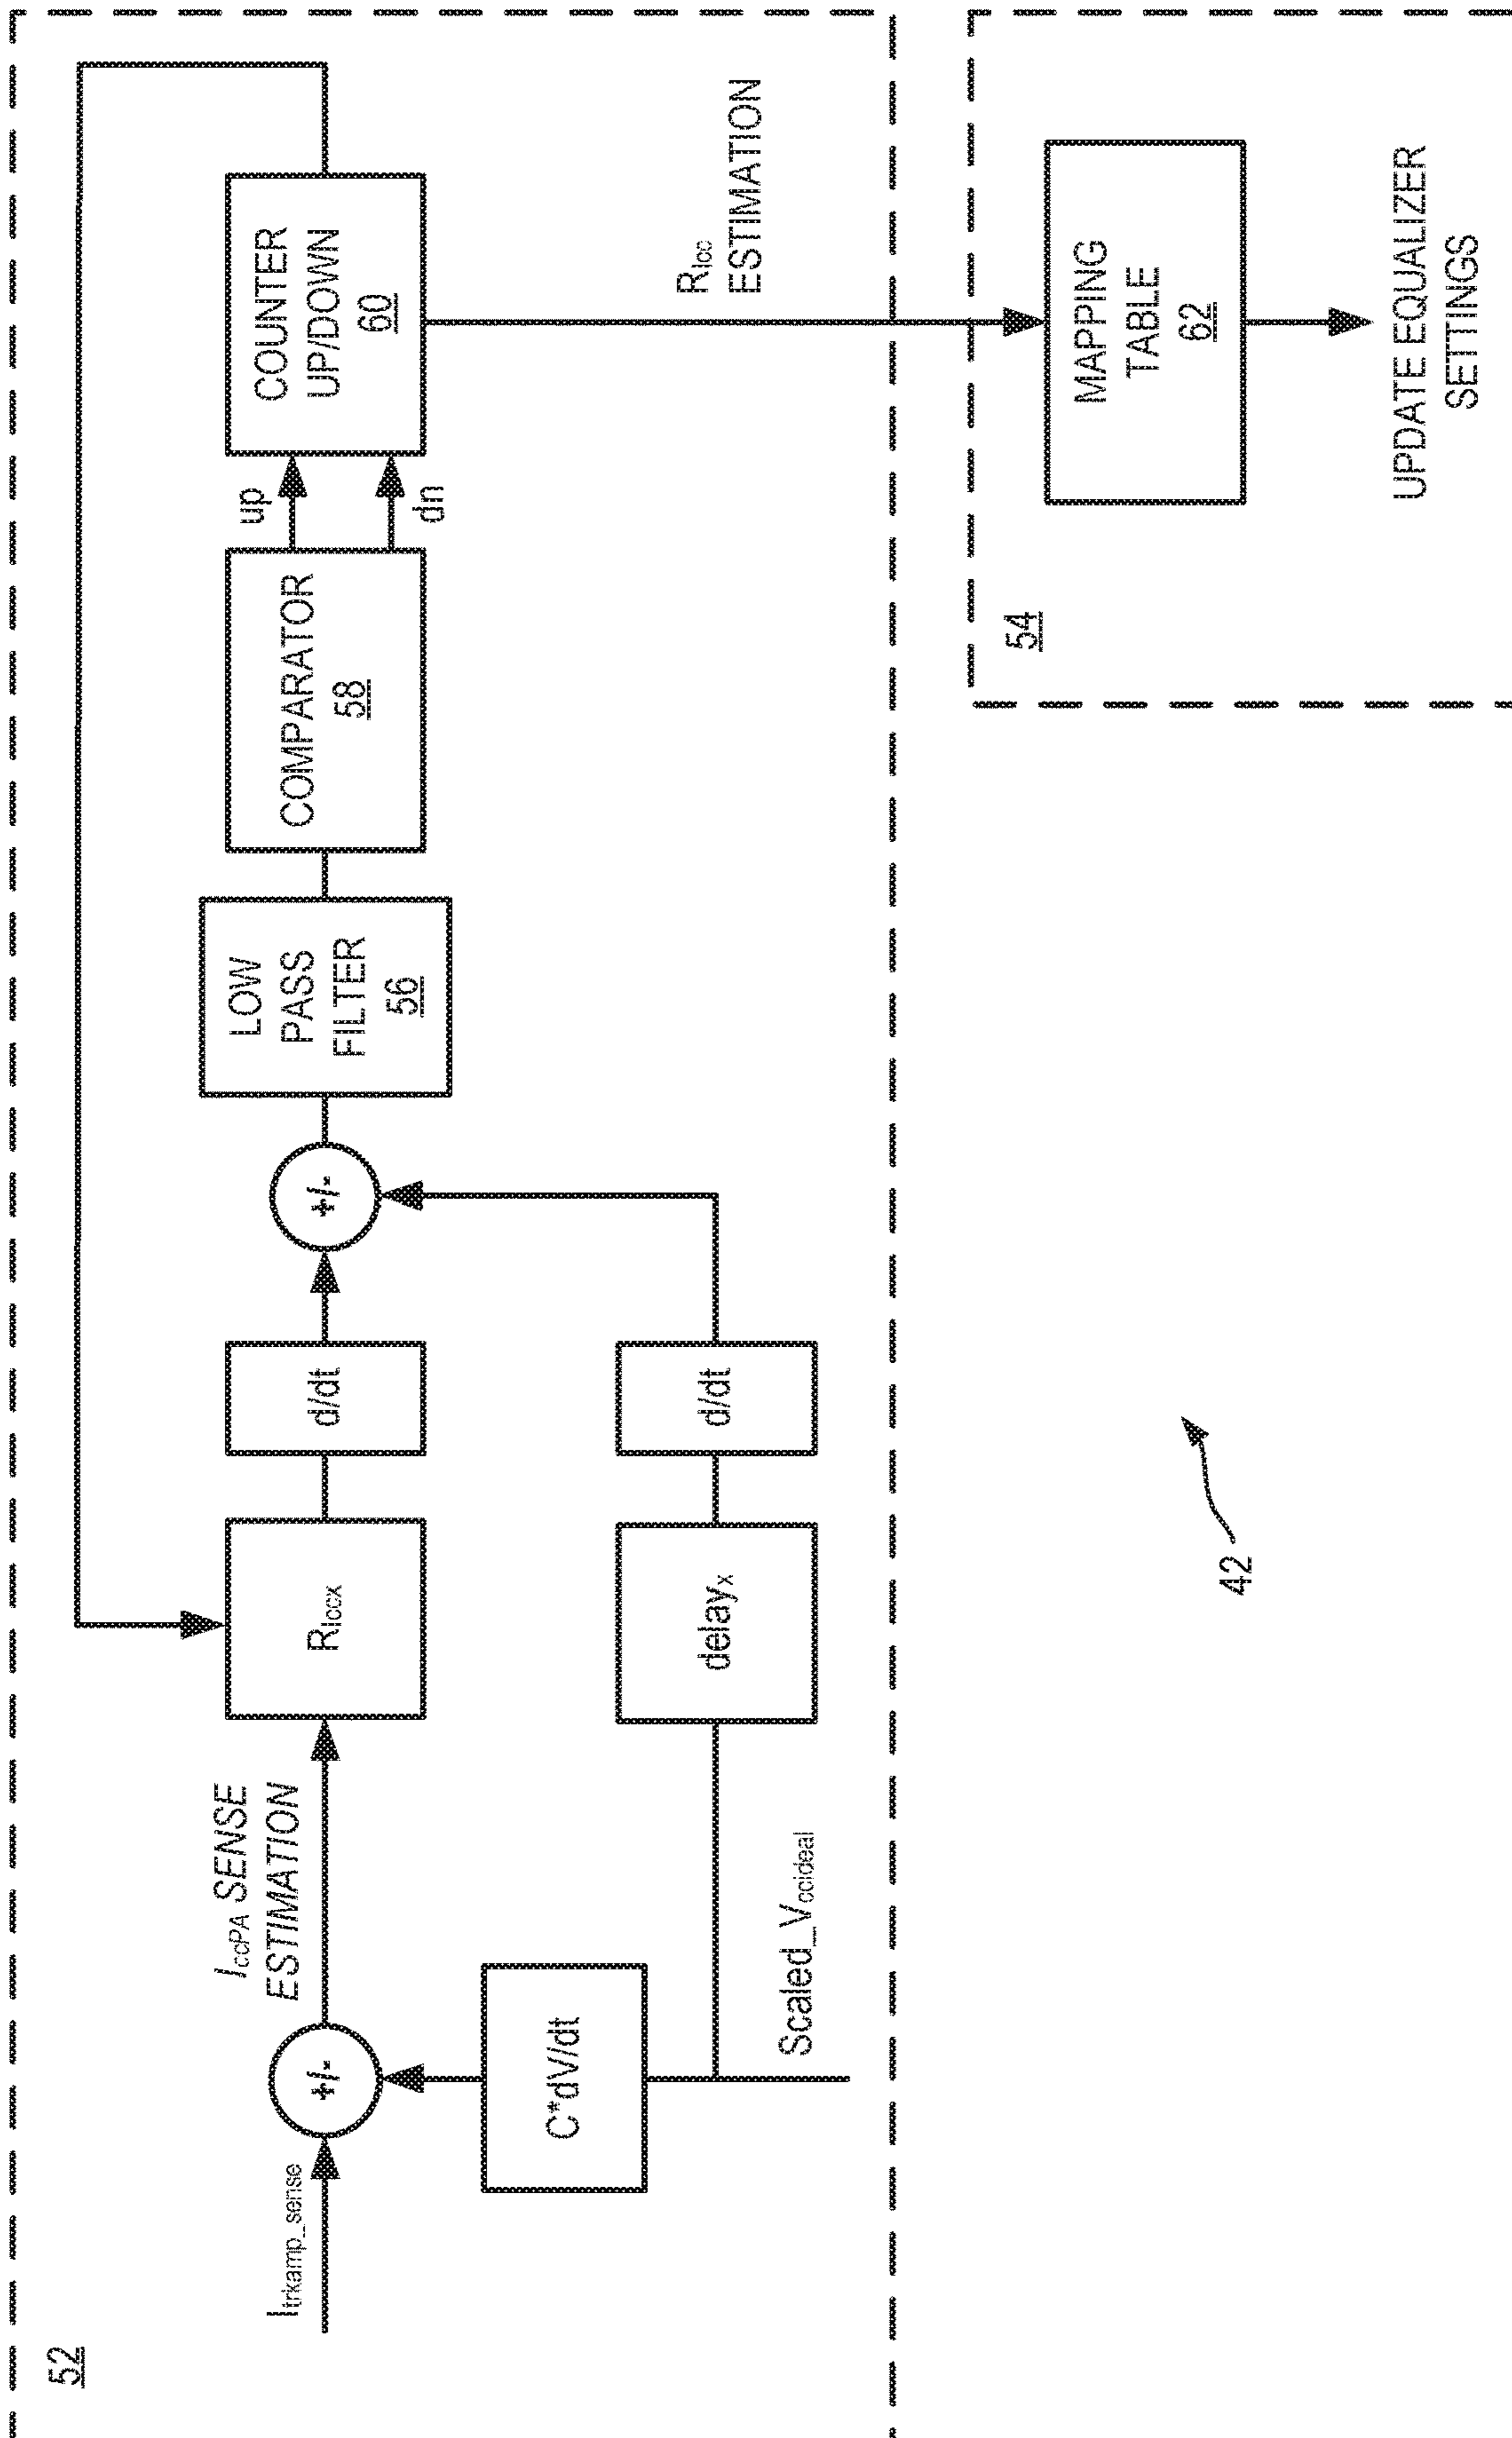 52
I_trkamp_sense
+/-
I_ccPA SENSE
ESTIMATION
R_Iccx
d/dt
+/-
LOW
PASS
FILTER
56
COMPARATOR
58
up
dn
COUNTER
UP/DOWN
60
C*dV/dt
Scaled_V_ccideal
delay_x
d/dt
R_Icc
ESTIMATION
54
MAPPING
TABLE
62
UPDATE EQUALIZER
SETTINGS
42